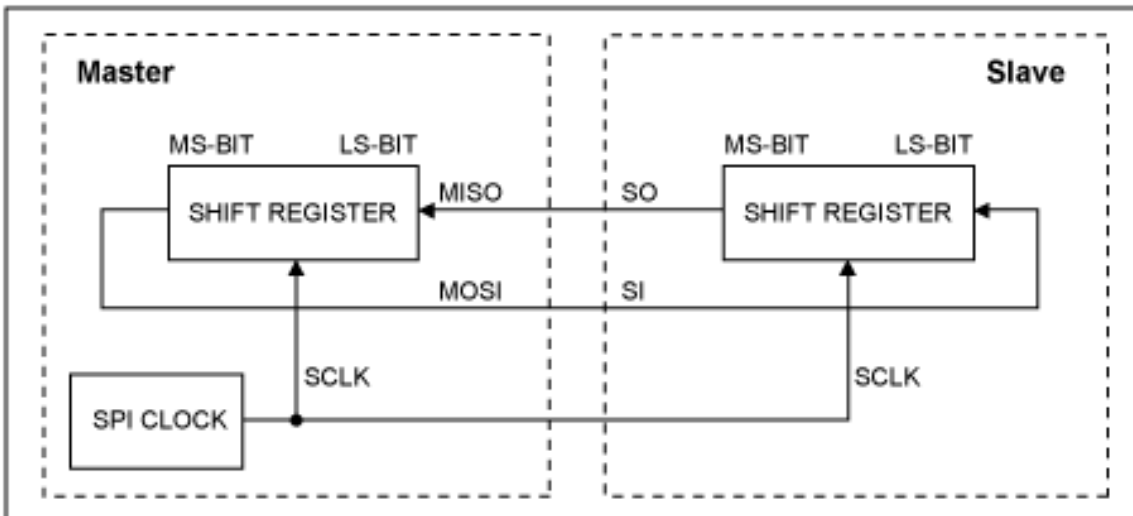 Master Slave
MS-BIT LS-BIT MS-BIT LS-BIT
SHIFT REGISTER MISO SO SHIFT REGISTER
MOSI SI
SCLK SCLK
SPI CLOCK